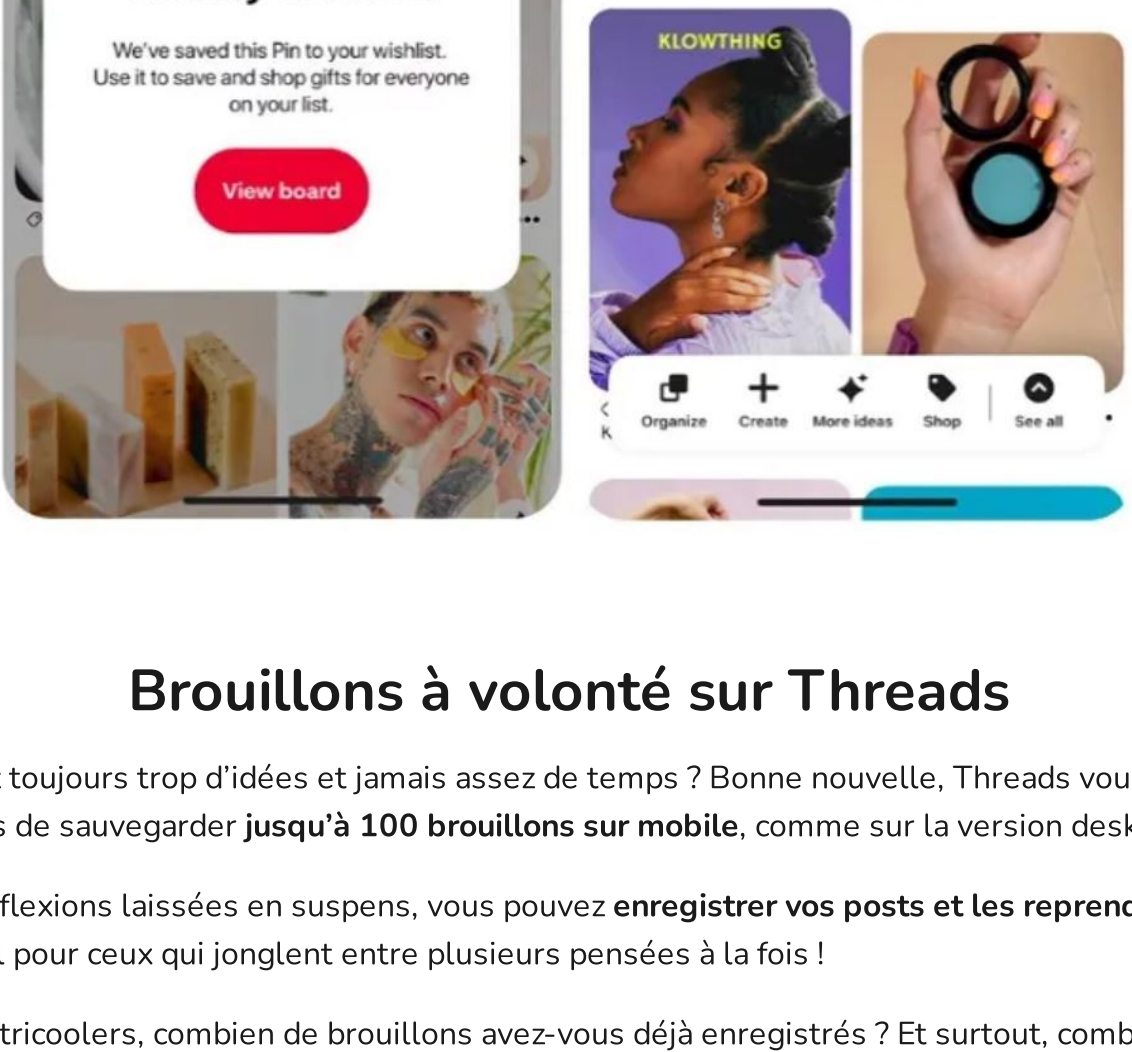 We've saved this Pin to your wishlist.
Use it to save and shop gifts for everyone
on your list.
View board
KLOWTHING
Organize
Create
More ideas
Shop
See all
K
Brouillons à volonté sur Threads
toujours trop d’idées et jamais assez de temps ? Bonne nouvelle, Threads vou
s de sauvegarder jusqu’à 100 brouillons sur mobile, comme sur la version desk
flexions laissées en suspens, vous pouvez enregistrer vos posts et les reprend
l pour ceux qui jonglent entre plusieurs pensées à la fois !
tricoolers, combien de brouillons avez-vous déjà enregistrés ? Et surtout, comb